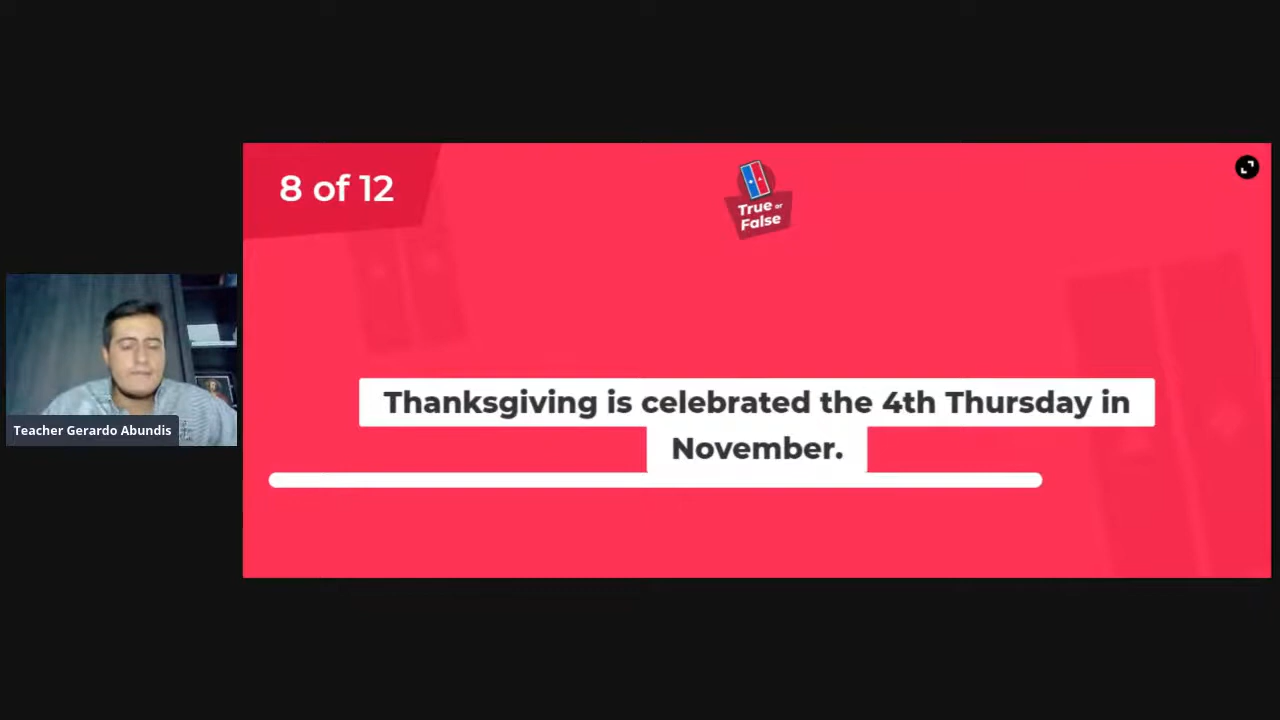 8 of 12
True or
False
Thanksgiving is celebrated the 4th Thursday in
November.
Teacher Gerardo Abundis